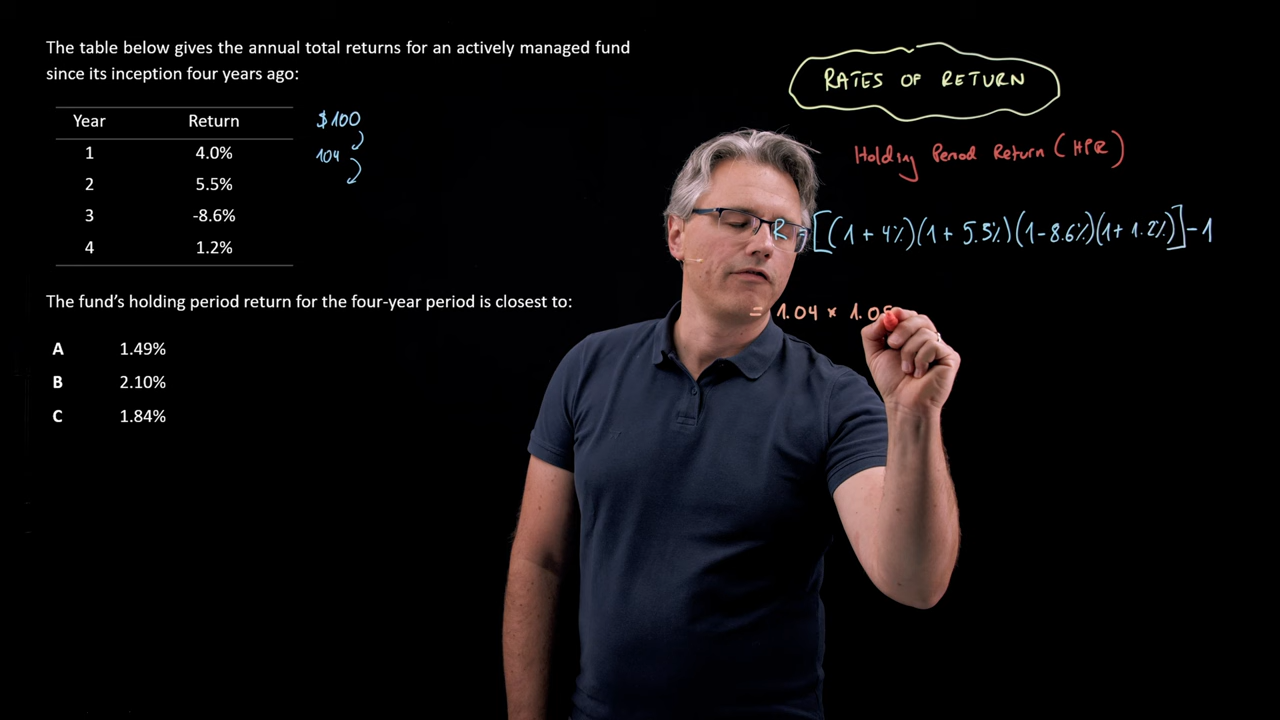 The table below gives the annual total returns for an actively managed fund
since its inception four years ago:
Year Return
1 4.0%
2 5.5%
3 -8.6%
4 1.2%
$100
104
The fund's holding period return for the four-year period is closest to:
A 1.49%
B 2.10%
C 1.84%
RATES OF RETURN
Holding Period Return (HPR)
R = [(1 + 4%)(1 + 5.5%)(1-8.6%)(1+ 1.2%)] - 1
= 1.04 ×